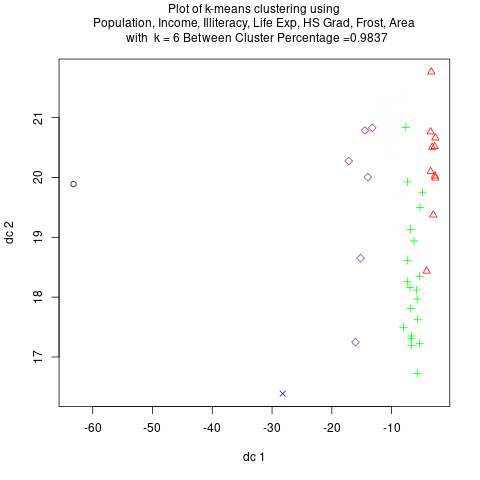 Plot of k-means clustering using
Population, Income, Illiteracy, Life Exp, HS Grad, Frost, Area
with k = 6 Between Cluster Percentage =0.9837
21
20
19
18
17
dc 2
-60 -50 -40 -30 -20 -10
dc 1